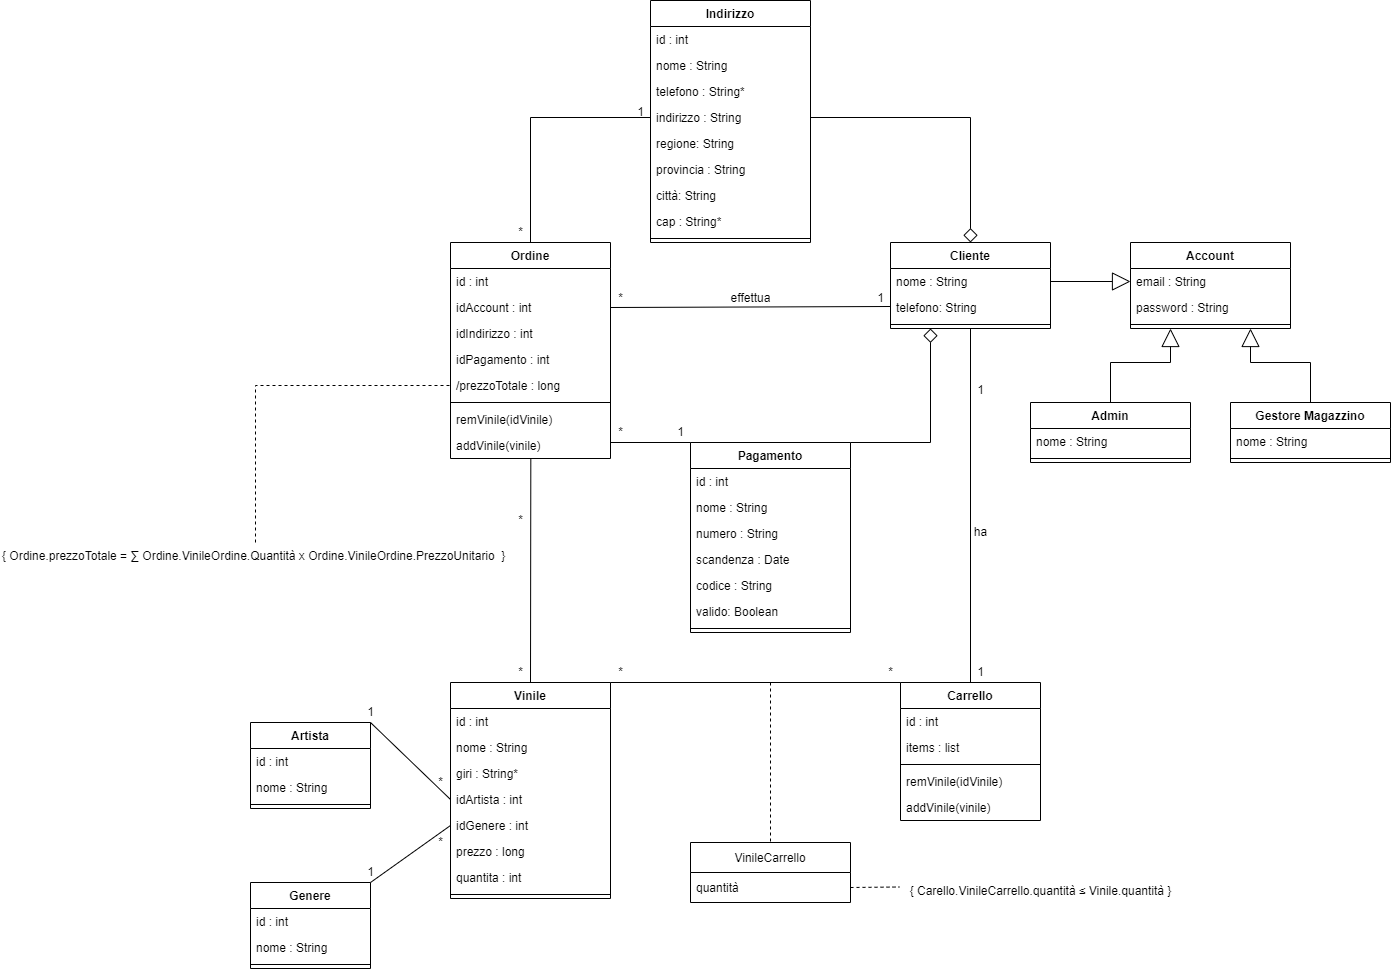 Indirizzo
id : int
nome : String
telefono : String*
indirizzo : String
regione: String
provincia : String
città: String
cap : String*
1
*
Ordine
id : int
idAccount : int
idIndirizzo : int
idPagamento : int
/prezzoTotale : long
remVinile(idVinile)
addVinile(vinile)
*
effettua
1
Cliente
nome : String
telefono: String
Account
email : String
password : String
Admin
nome : String
Gestore Magazzino
nome : String
*
1
Pagamento
id : int
nome : String
numero : String
scandenza : Date
codice : String
valido: Boolean
1
ha
1
{ Ordine.prezzoTotale = ∑ Ordine.VinileOrdine.Quantità x Ordine.VinileOrdine.PrezzoUnitario }
*
*
*
*
Vinile
id : int
nome : String
giri : String*
idArtista : int
idGenere : int
prezzo : long
quantita : int
Carrello
id : int
items : list
remVinile(idVinile)
addVinile(vinile)
1
*
Artista
id : int
nome : String
*
1
Genere
id : int
nome : String
VinileCarrello
quantità
{ Carello.VinileCarrello.quantità ≤ Vinile.quantità }